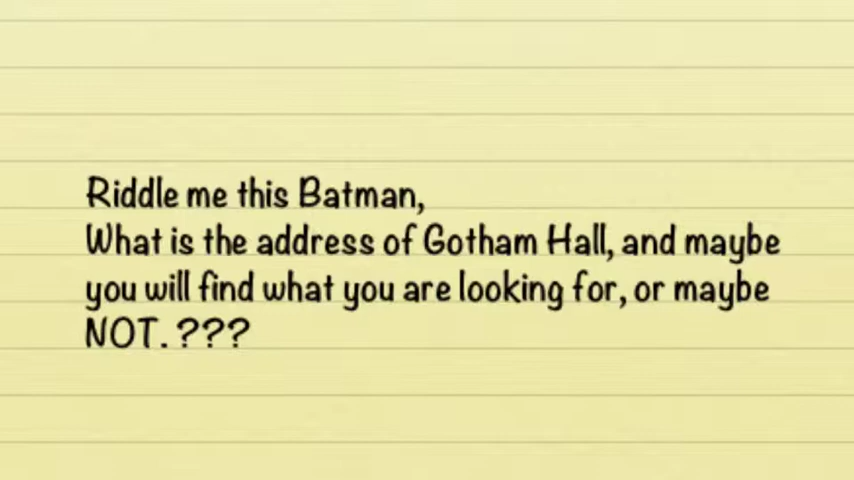 Riddle me this Batman,
What is the address of Gotham Hall, and maybe
you will find what you are looking for, or maybe
NOT. ???